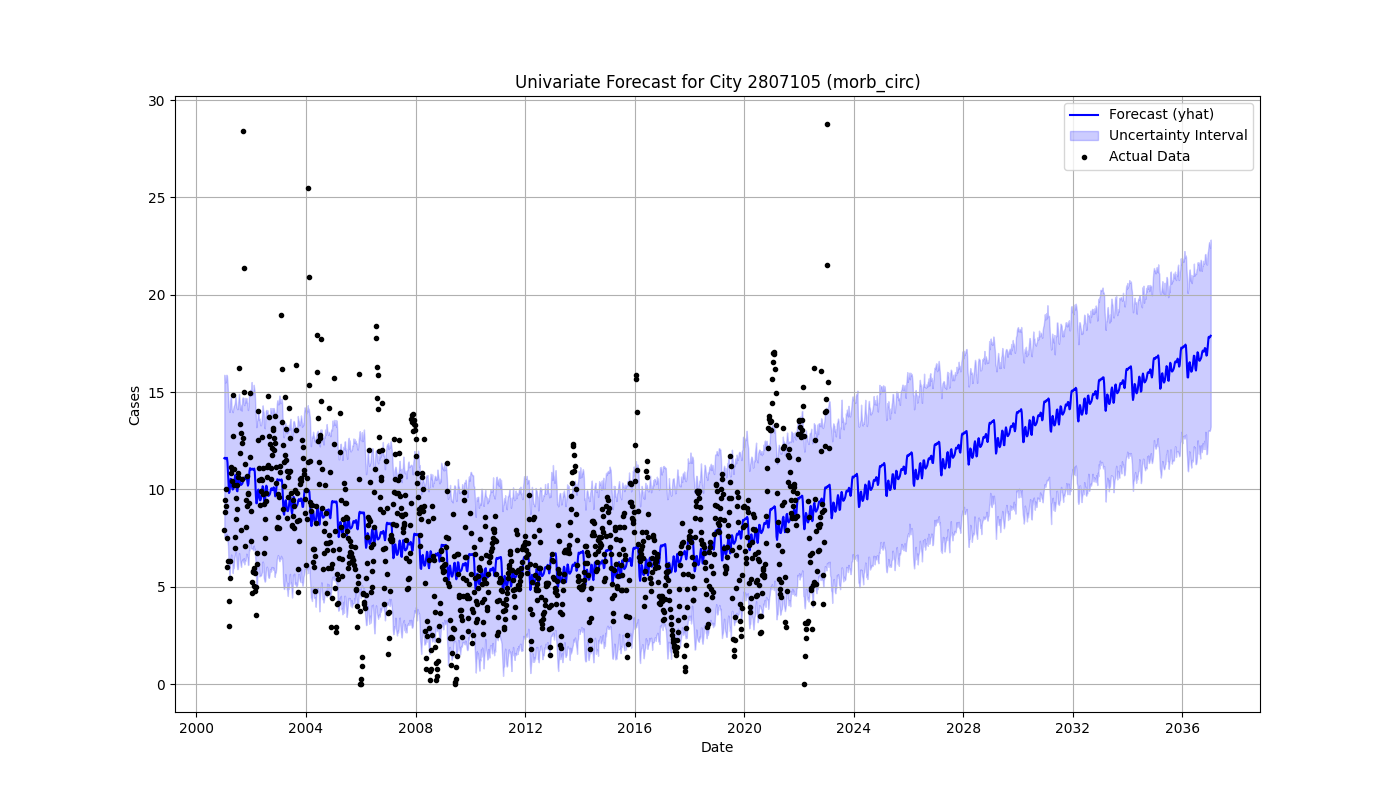 Univariate Forecast for City 2807105 (morb_circ)
30
25
20
15
10
5
0
Cases
Forecast (yhat)
Uncertainty Interval
Actual Data
2000 2004 2008 2012 2016 2020 2024 2028 2032 2036
Date